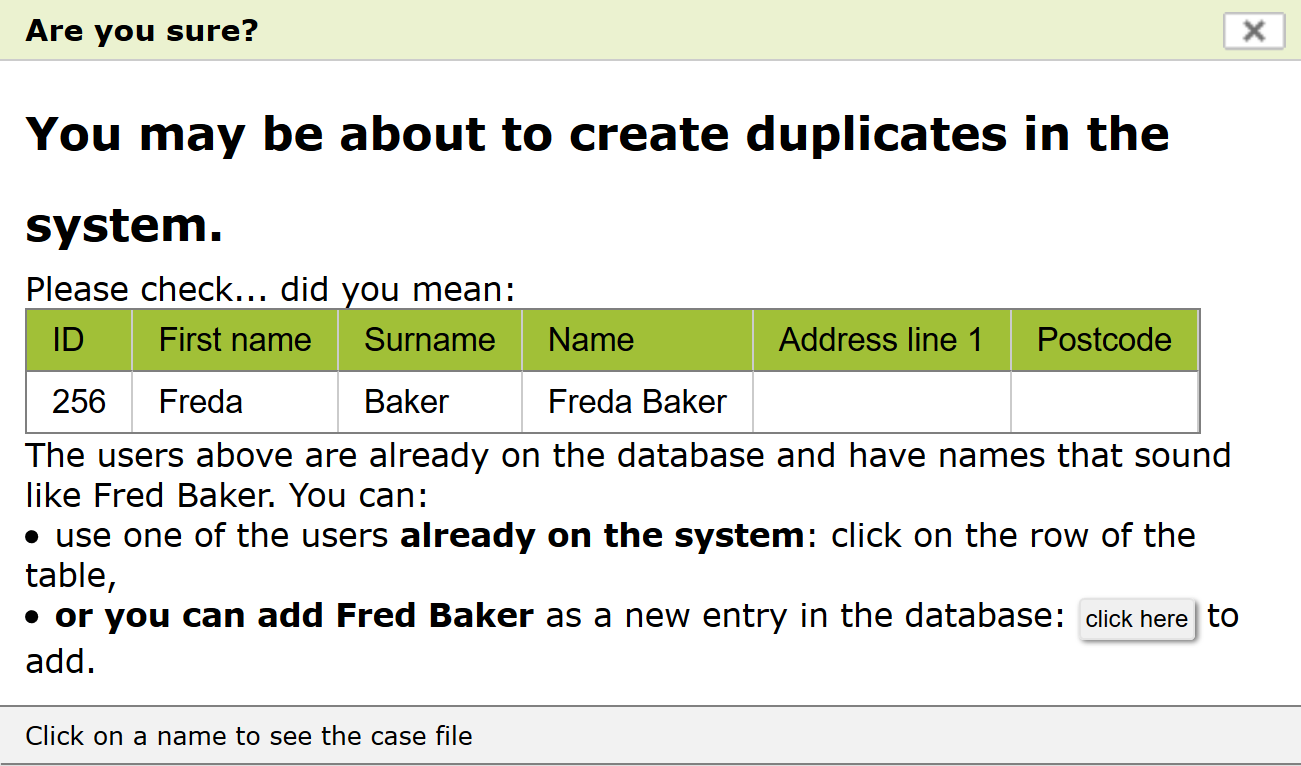 Are you sure?
You may be about to create duplicates in the
system.
Please check... did you mean:
ID First name Surname Name Address line 1 Postcode
256 Freda Baker Freda Baker
The users above are already on the database and have names that sound
like Fred Baker. You can:
• use one of the users already on the system: click on the row of the
table,
• or you can add Fred Baker as a new entry in the database: click here to
add.
Click on a name to see the case file